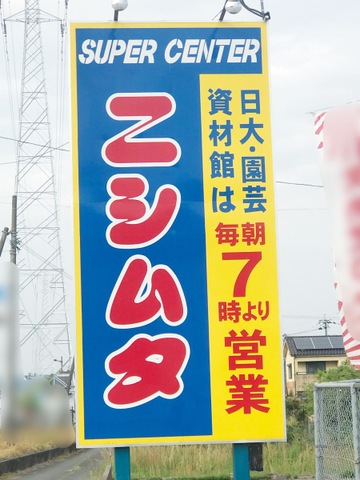 SUPER CENTER
ニシムタ
日大・園芸
資材館は
毎朝
7
時より
営業